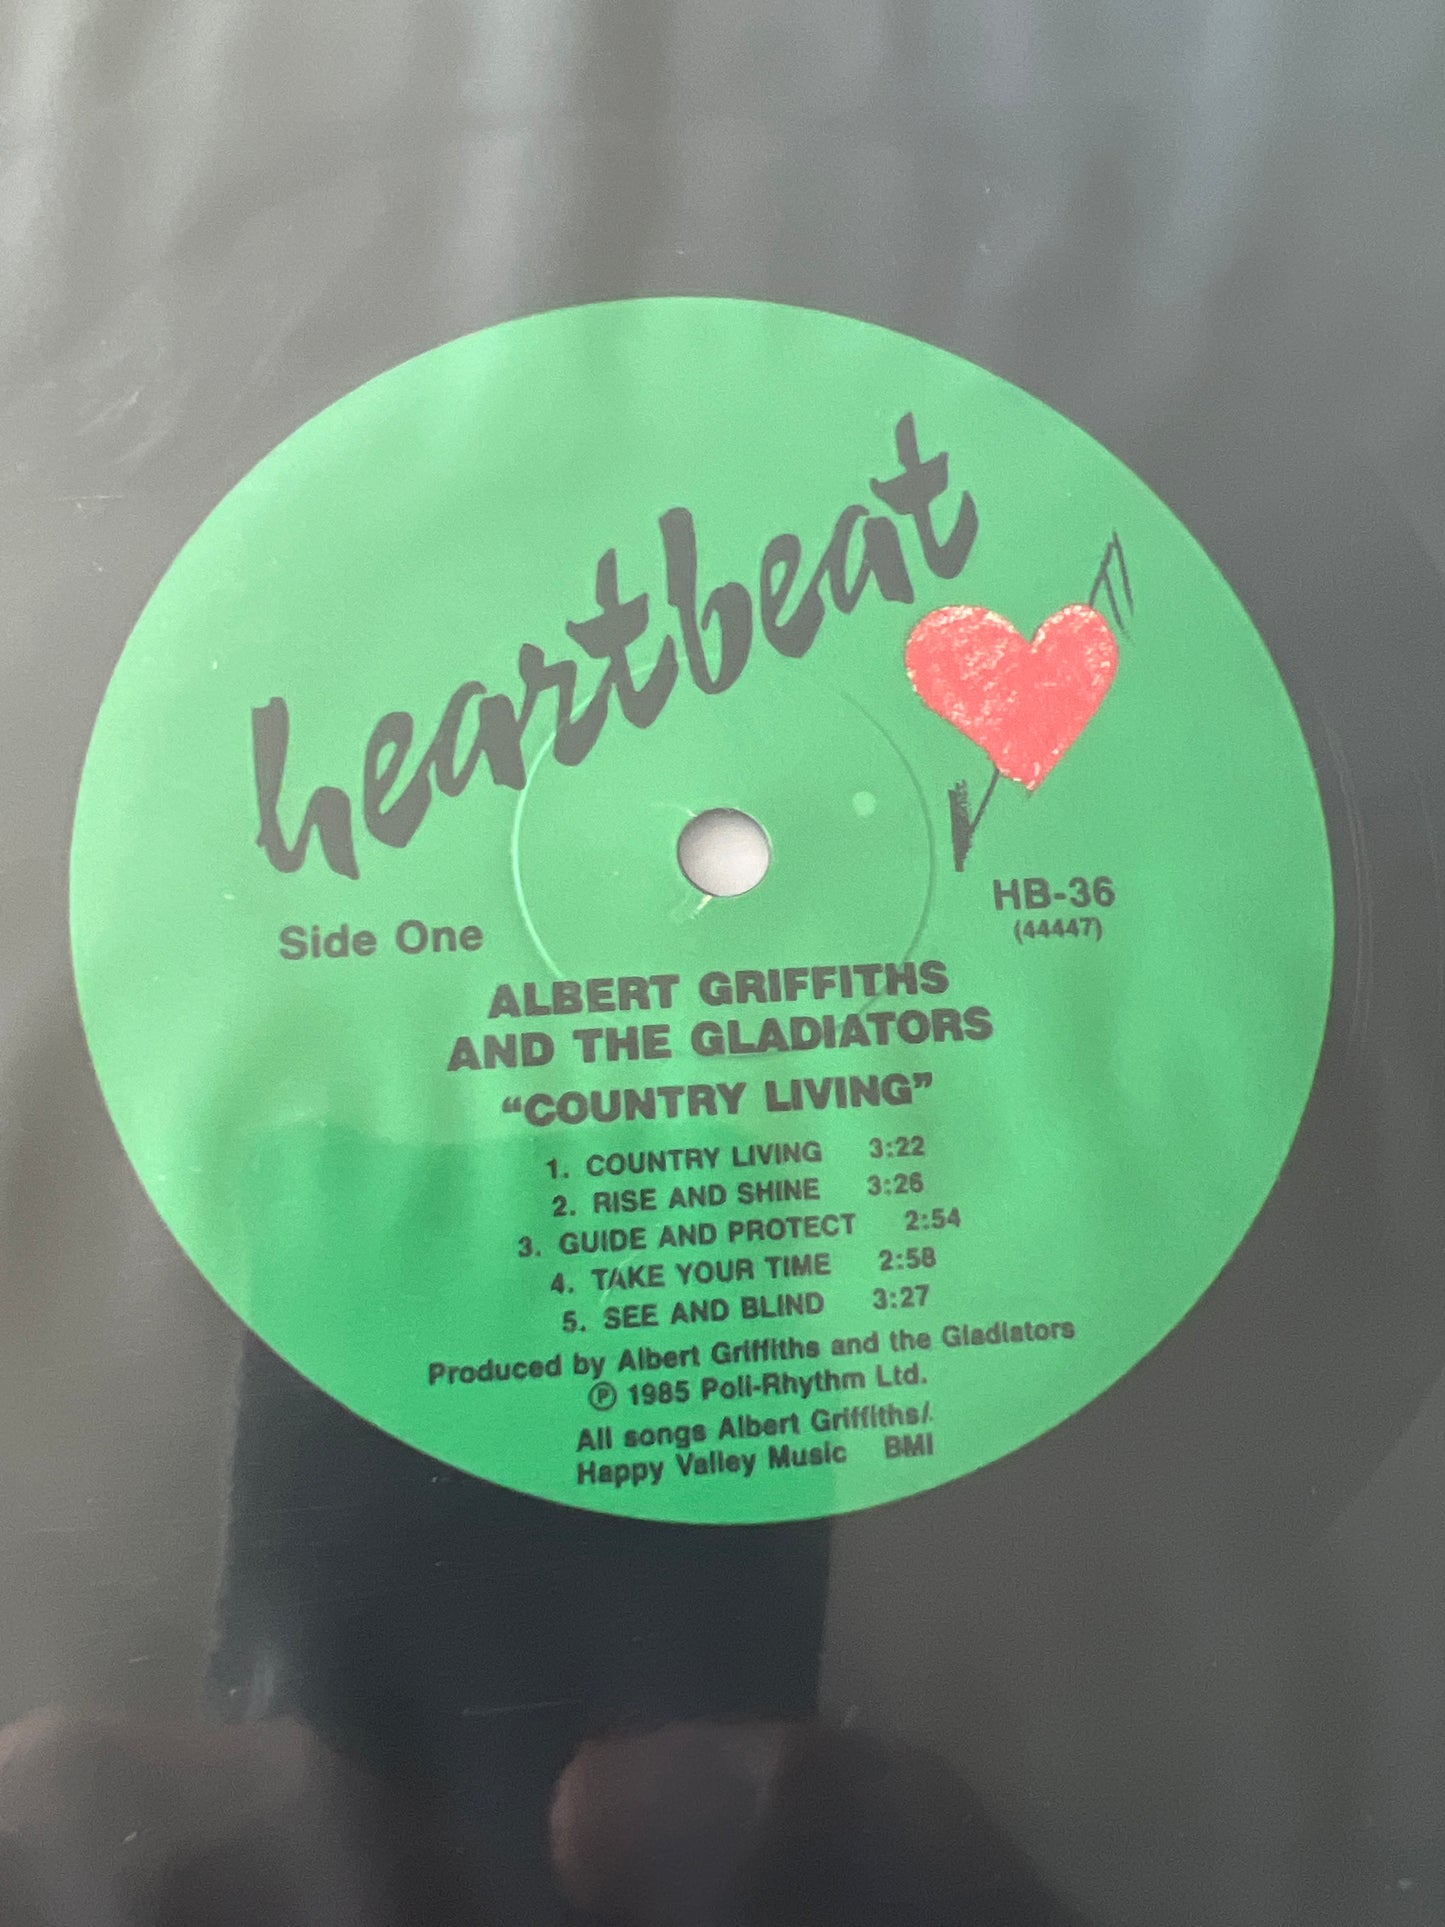 heartbeat
HB-36
(44447)
Side One
ALBERT GRIFFITHS
AND THE GLADIATORS
“COUNTRY LIVING”
1. COUNTRY LIVING 3:22
2. RISE AND SHINE 3:26
3. GUIDE AND PROTECT 2:54
4. TAKE YOUR TIME 2:58
5. SEE AND BLIND 3:27
Produced by Albert Griffiths and the Gladiators
℗ 1985 Poli-Rhythm Ltd.
All songs Albert Griffiths/.
Happy Valley Music BMI